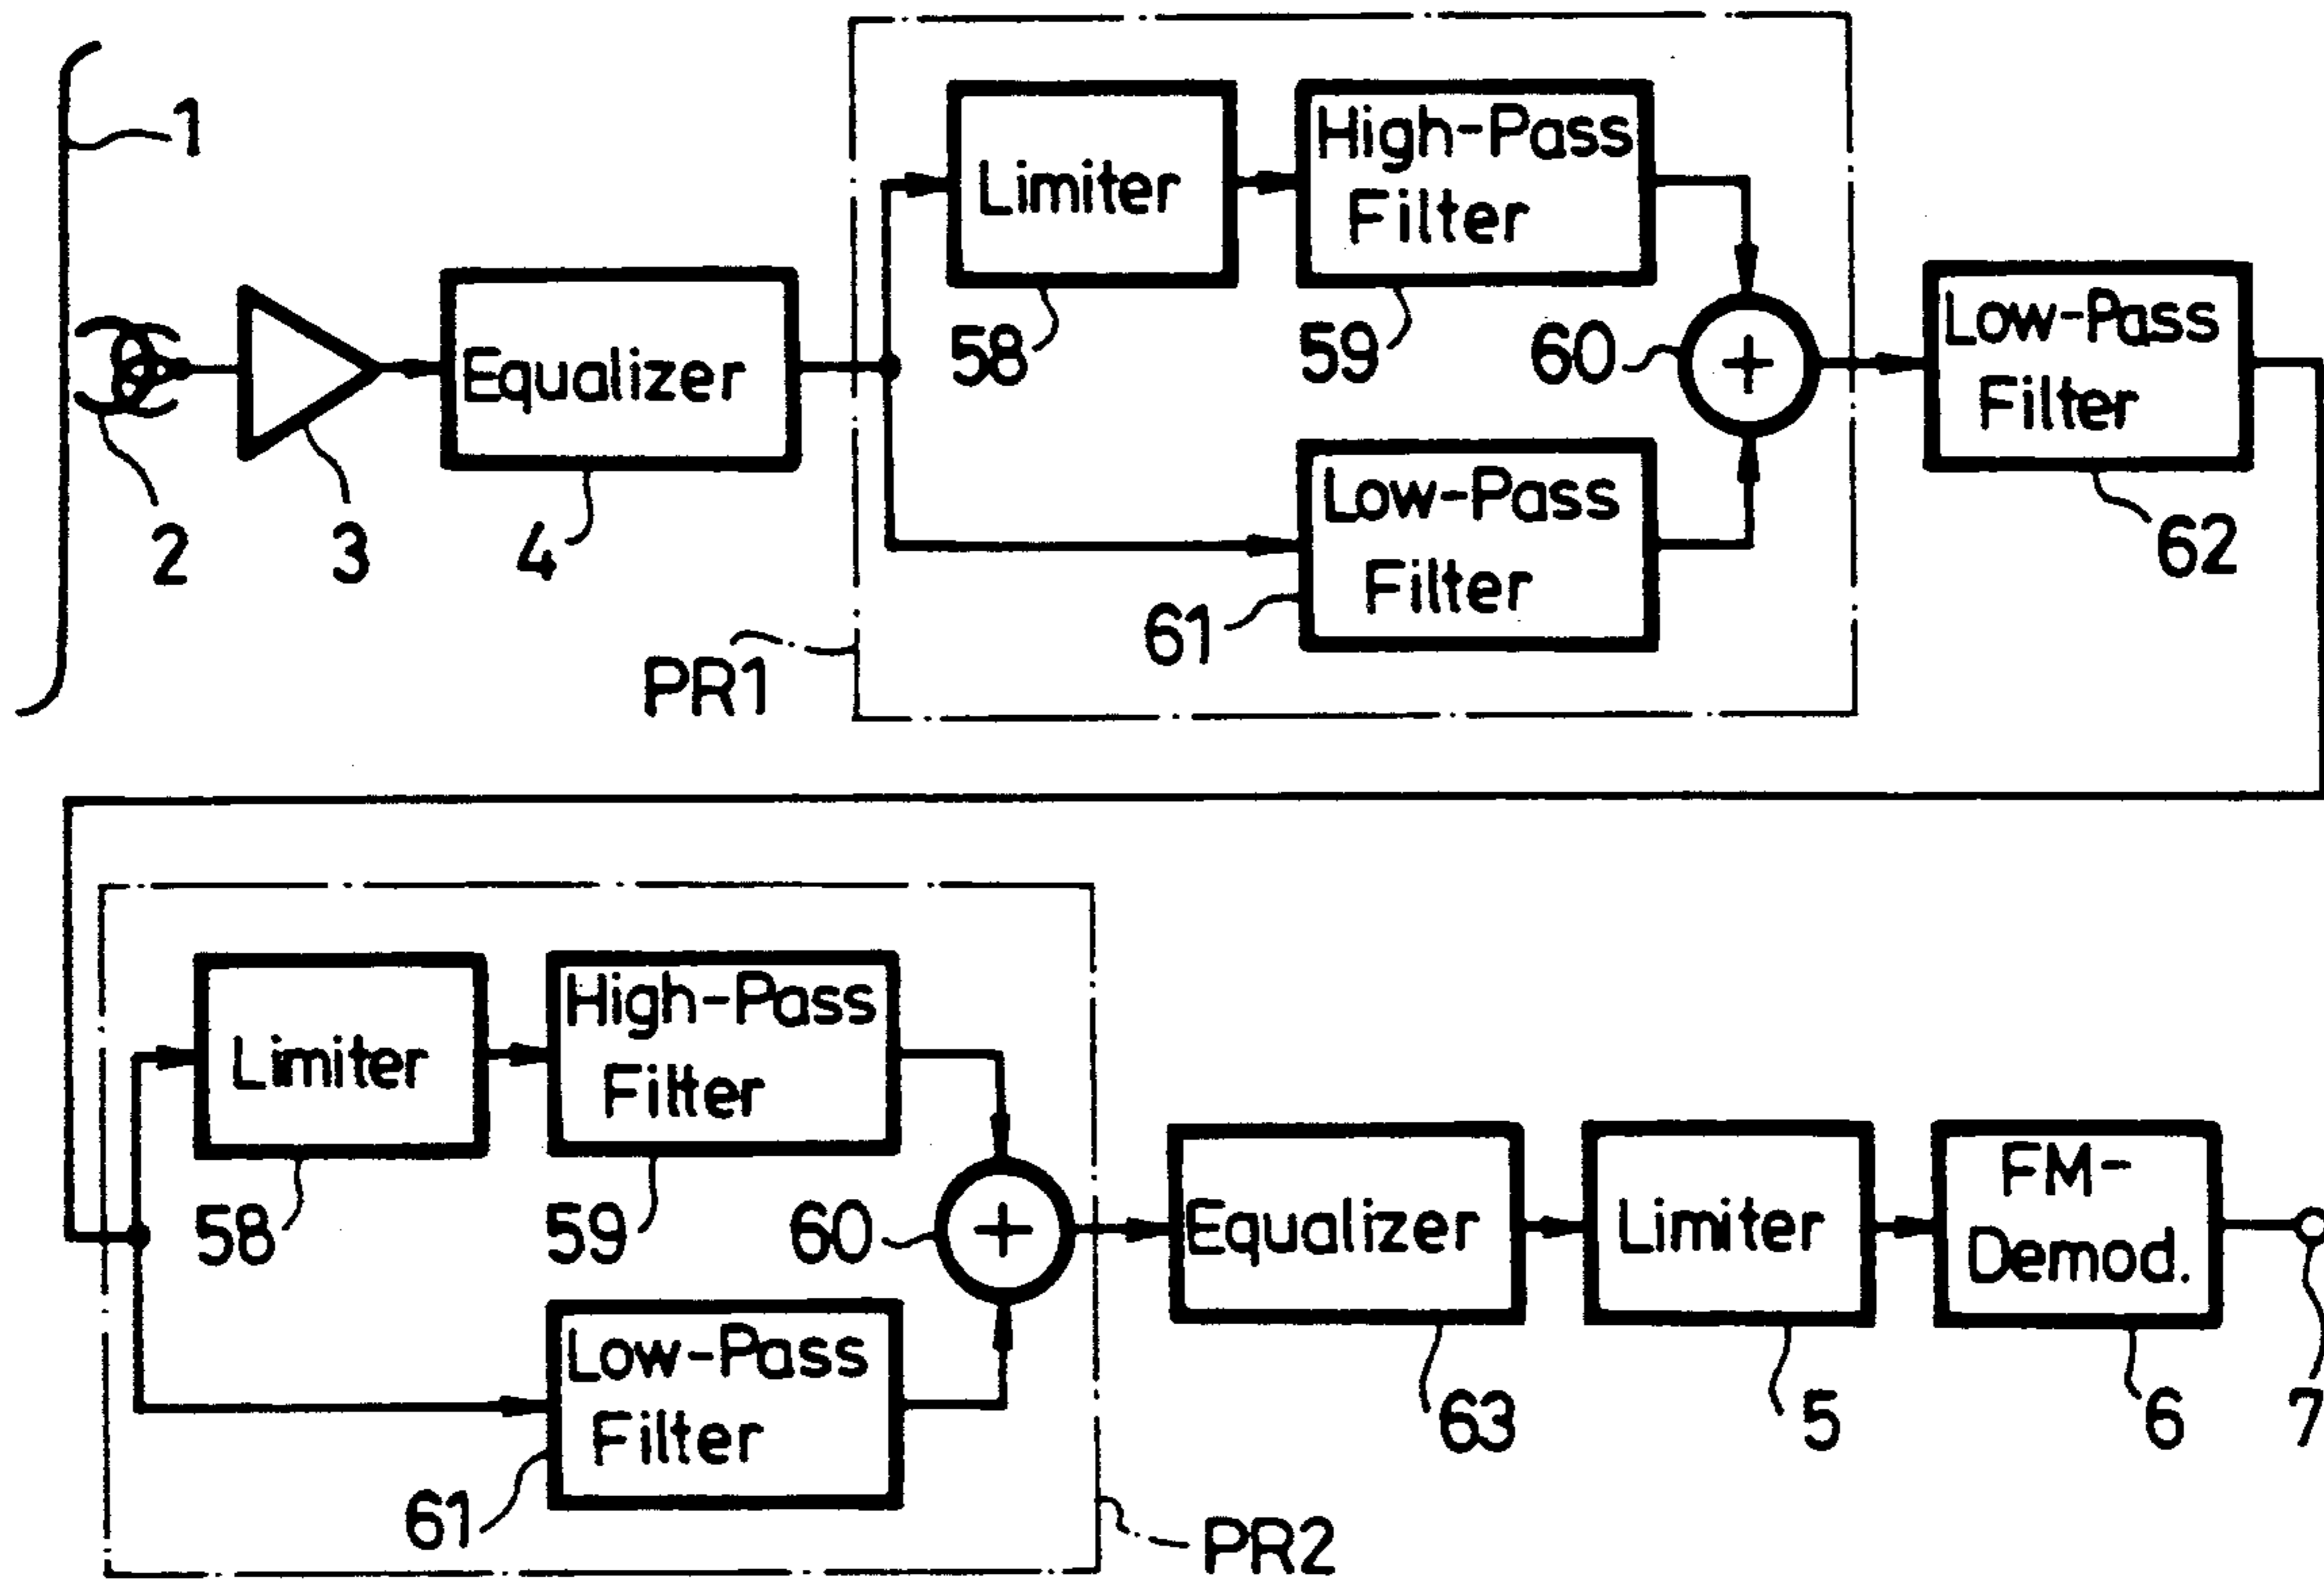 1
2
3
Equalizer
4
Limiter
58
High-Pass
Filter
59
60
+
Low-Pass
Filter
61
PR1
Low-Pass
Filter
62
Limiter
58
High-Pass
Filter
59
60
+
Low-Pass
Filter
61
PR2
Equalizer
63
Limiter
5
FM-
Demod.
6
7